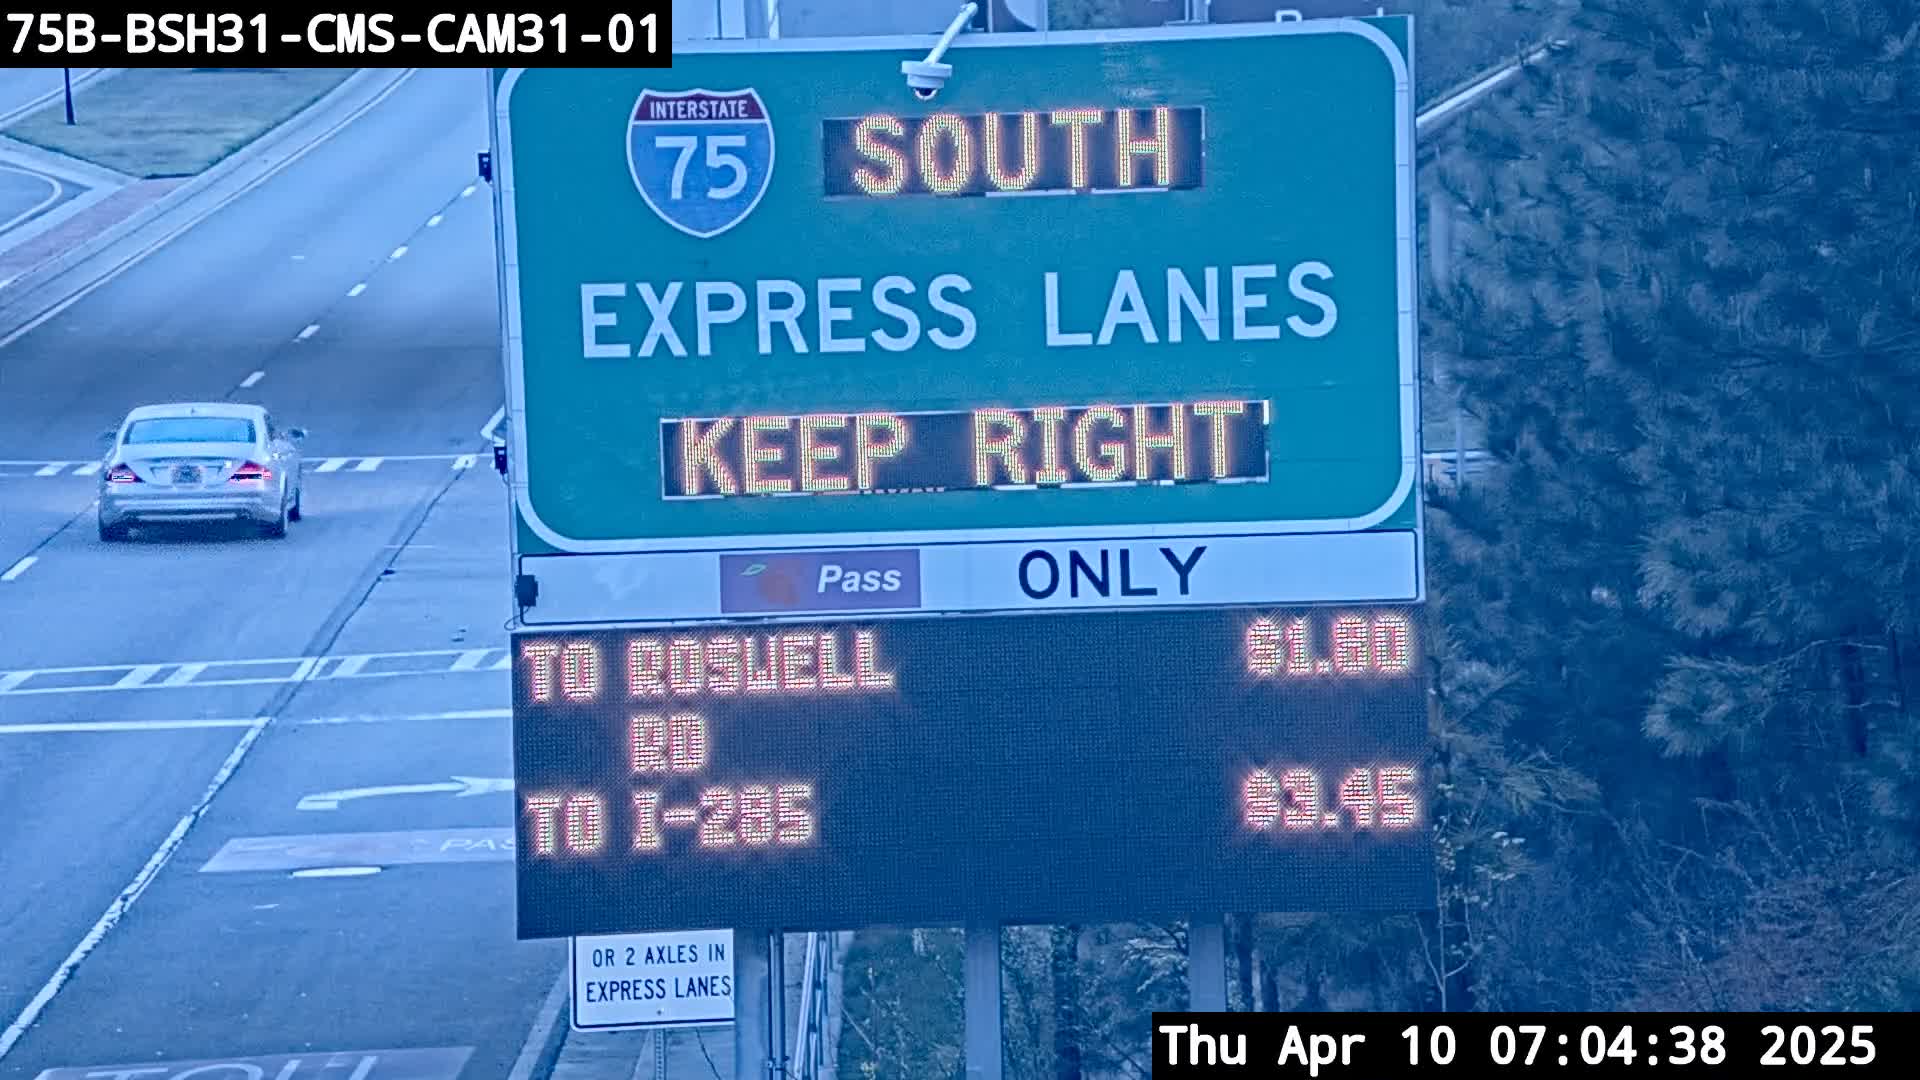 75B-BSH31-CMS-CAM31-01
INTERSTATE
75
SOUTH
EXPRESS LANES
KEEP RIGHT
Pass ONLY
TO ROSWELL $1.80
RD
TO I-285 $3.45
OR 2 AXLES IN
EXPRESS LANES
Thu Apr 10 07:04:38 2025